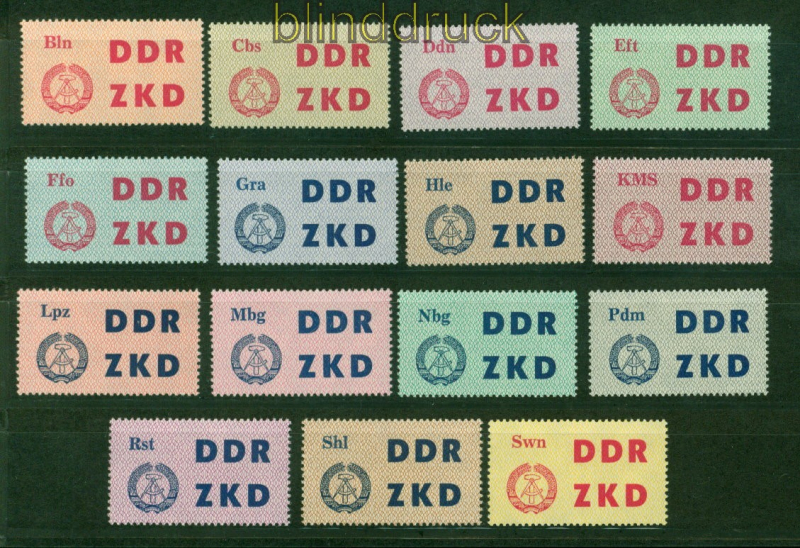 blinddruck
Bln DDR ZKD
Cbs DDR ZKD
Ddn DDR ZKD
Eft DDR ZKD
Ffo DDR ZKD
Gra DDR ZKD
Hle DDR ZKD
KMS DDR ZKD
Lpz DDR ZKD
Mbg DDR ZKD
Nbg DDR ZKD
Pdm DDR ZKD
Rst DDR ZKD
Shl DDR ZKD
Swn DDR ZKD